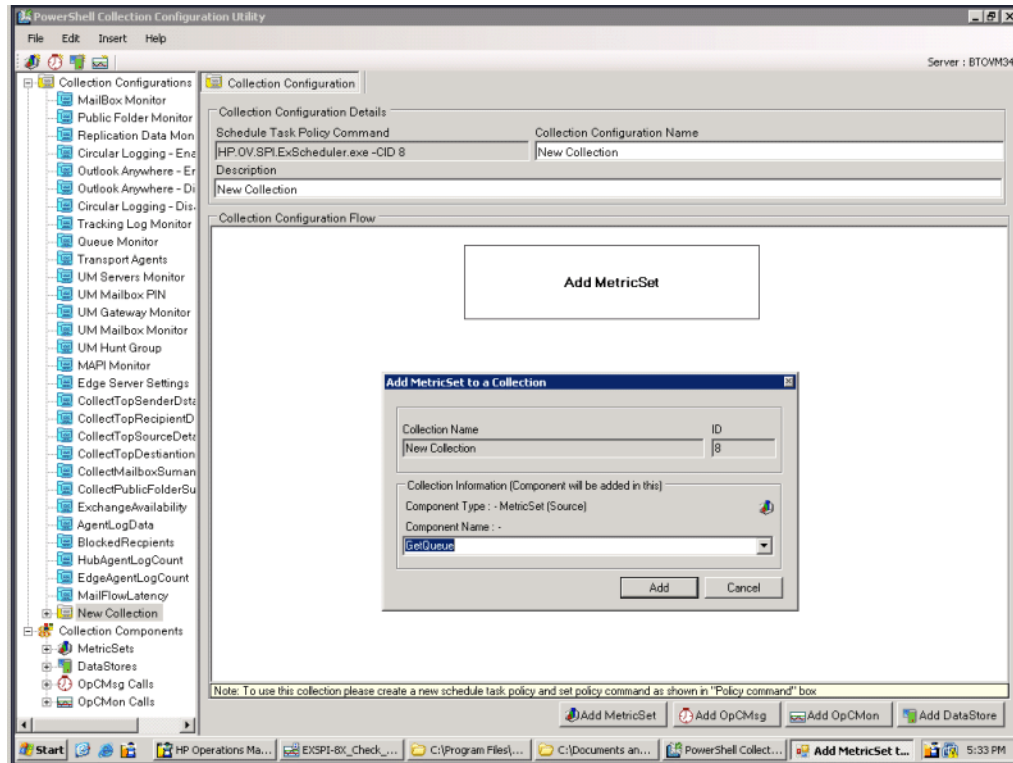 PowerShell Collection Configuration Utility
File Edit Insert Help
Server : BTOVM34
Collection Configurations
MailBox Monitor
Public Folder Monitor
Replication Data Mon
Circular Logging - Ena
Outlook Anywhere - Er
Outlook Anywhere - Di
Circular Logging - Dis
Tracking Log Monitor
Queue Monitor
Transport Agents
UM Servers Monitor
UM Mailbox PIN
UM Gateway Monitor
UM Mailbox Monitor
UM Hunt Group
MAPI Monitor
Edge Server Settings
CollectTopSenderDsta
CollectTopRecipientD
CollectTopSourceDeta
CollectTopDestiantion
CollectMailboxSuman
CollectPublicFolderSu
ExchangeAvailability
AgentLogData
BlockedRecpients
HubAgentLogCount
EdgeAgentLogCount
MailFlowLatency
New Collection
Collection Components
MetricSets
DataStores
OpCMsg Calls
OpCMon Calls
Collection Configuration
Collection Configuration Details
Schedule Task Policy Command
HP.OV.SPI.ExScheduler.exe -CID 8
Collection Configuration Name
New Collection
Description
New Collection
Collection Configuration Flow
Add MetricSet
Add MetricSet to a Collection
Collection Name
New Collection
ID
8
Collection Information (Component will be added in this)
Component Type : - MetricSet (Source)
Component Name : -
GetQueue
Add Cancel
Note: To use this collection please create a new schedule task policy and set policy command as shown in "Policy command" box
Add MetricSet Add OpCMsg Add OpCMon Add DataStore
Start HP Operations Ma... EXSPI-8X_Check_... C:\Program Files\... C:\Documents an... PowerShell Collect... Add MetricSet t... 5:33 PM